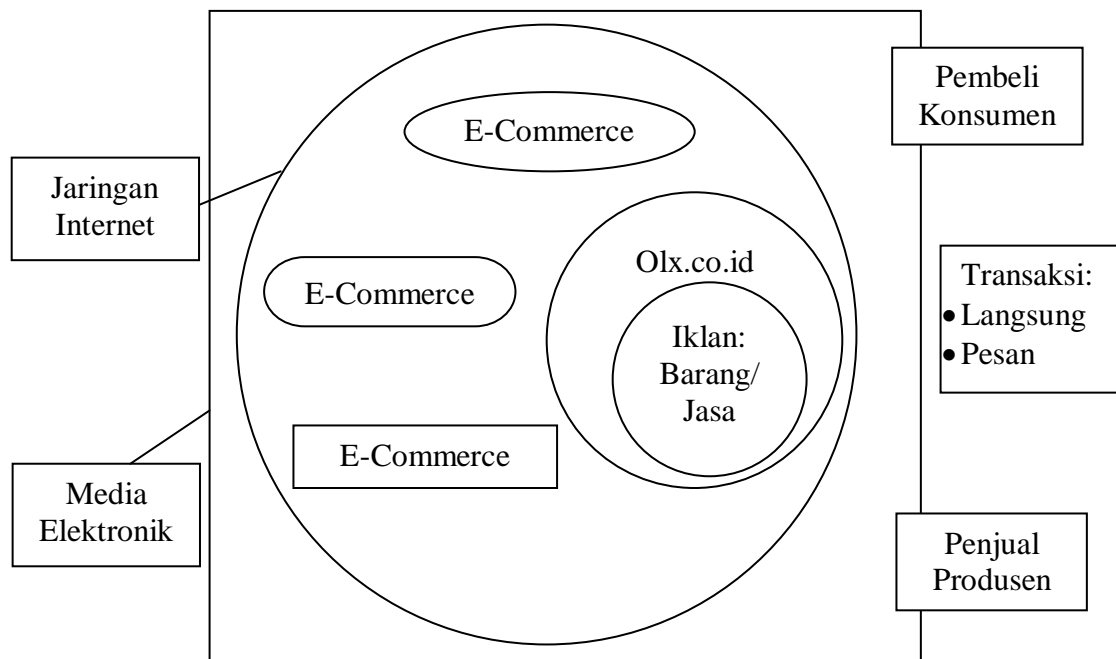 Pembeli
Konsumen
E-Commerce
Jaringan
Internet
Olx.co.id
Transaksi:
• Langsung
• Pesan
E-Commerce
Iklan:
Barang/
Jasa
E-Commerce
Media
Elektronik
Penjual
Produsen